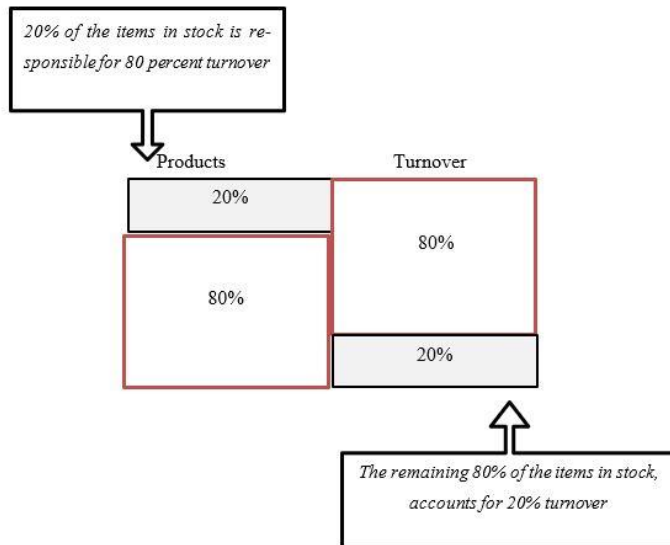 20% of the items in stock is re-
sponsible for 80 percent turnover
Products Turnover
20%
80%
80%
20%
The remaining 80% of the items in stock,
accounts for 20% turnover